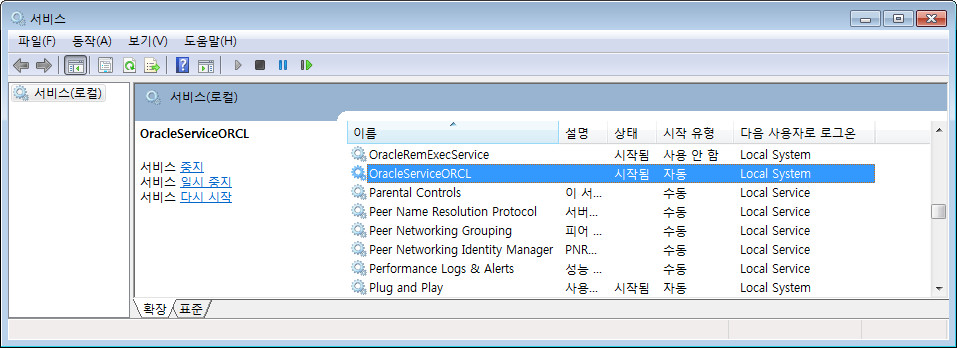 서비스
파일(F) 동작(A) 보기(V) 도움말(H)
서비스(로컬)
서비스(로컬)
OracleServiceORCL
서비스 중지
서비스 일시 중지
서비스 다시 시작
이름 설명 상태 시작 유형 다음 사용자로 로그온
OracleRemExecService 시작됨 사용 안 함 Local System
OracleServiceORCL 시작됨 자동 Local System
Parental Controls 이 서... 수동 Local Service
Peer Name Resolution Protocol 서버... 수동 Local Service
Peer Networking Grouping 피어 ... 수동 Local Service
Peer Networking Identity Manager PNR... 수동 Local Service
Performance Logs & Alerts 성능 ... 수동 Local Service
Plug and Play 사용... 시작됨 자동 Local System
확장 표준